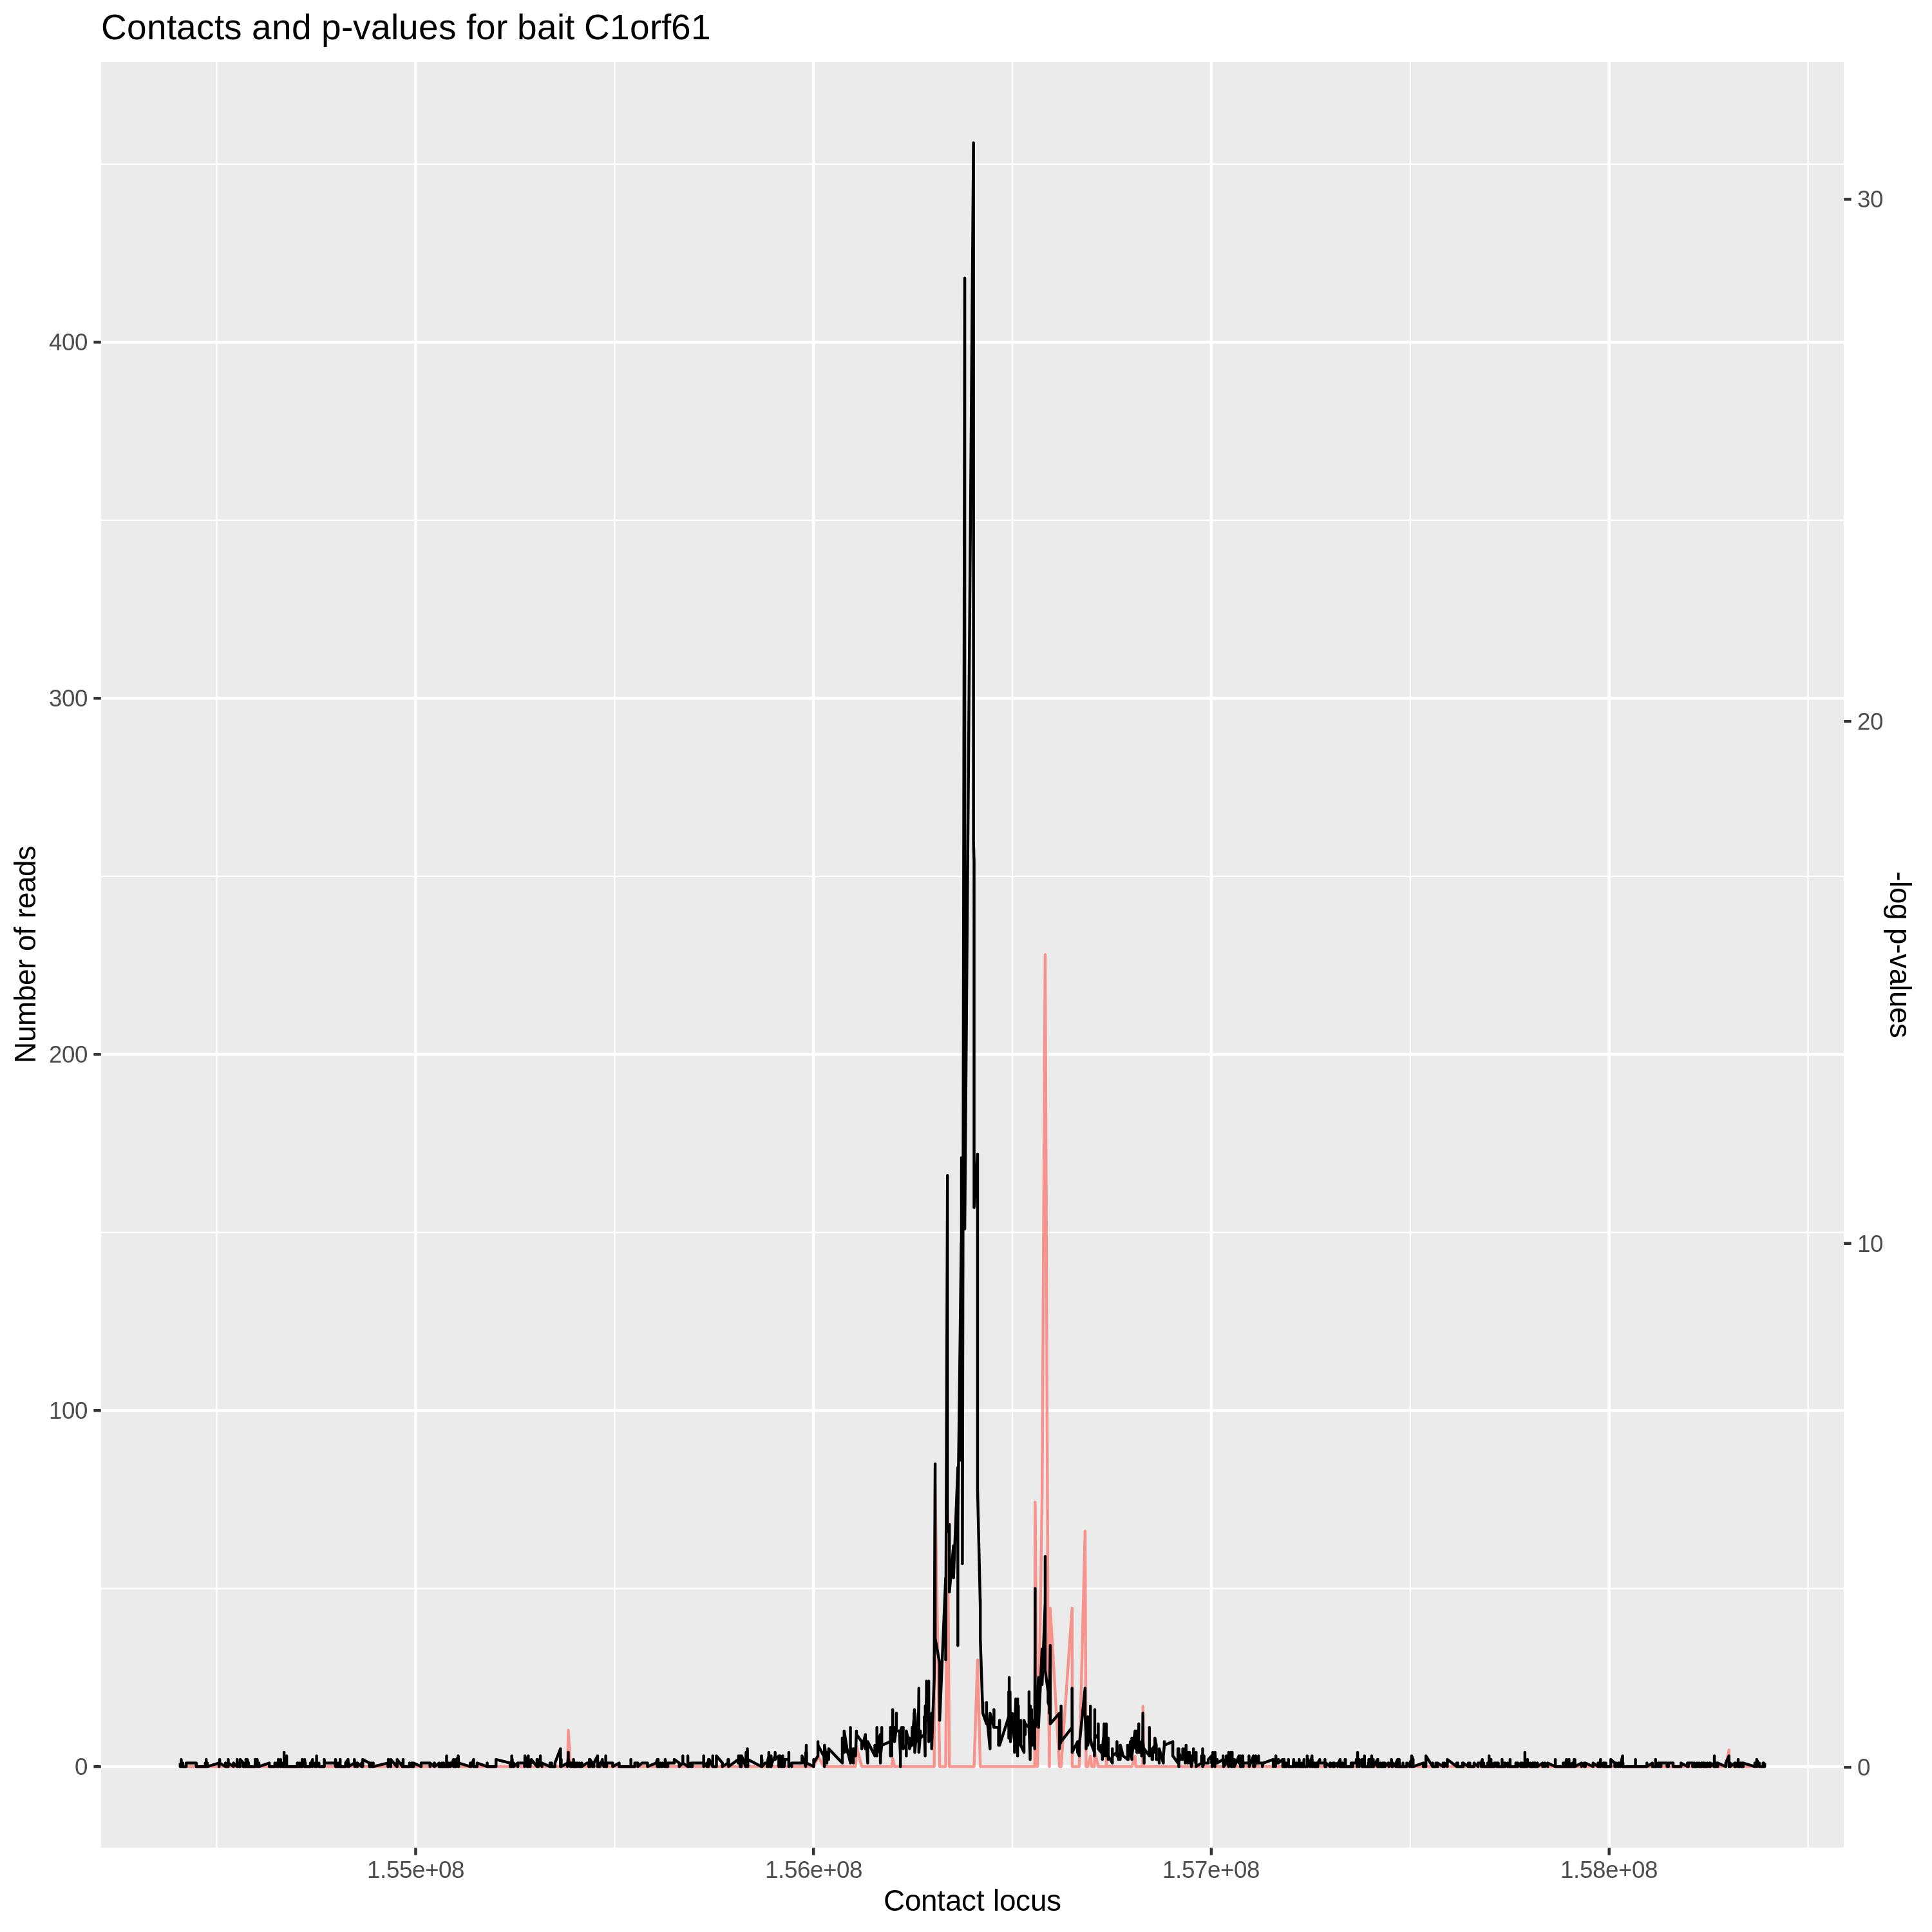 Contacts and p-values for bait C1orf61
Number of reads
400
300
200
100
0
30
20
10
0
-log p-values
1.55e+08 1.56e+08 1.57e+08 1.58e+08
Contact locus